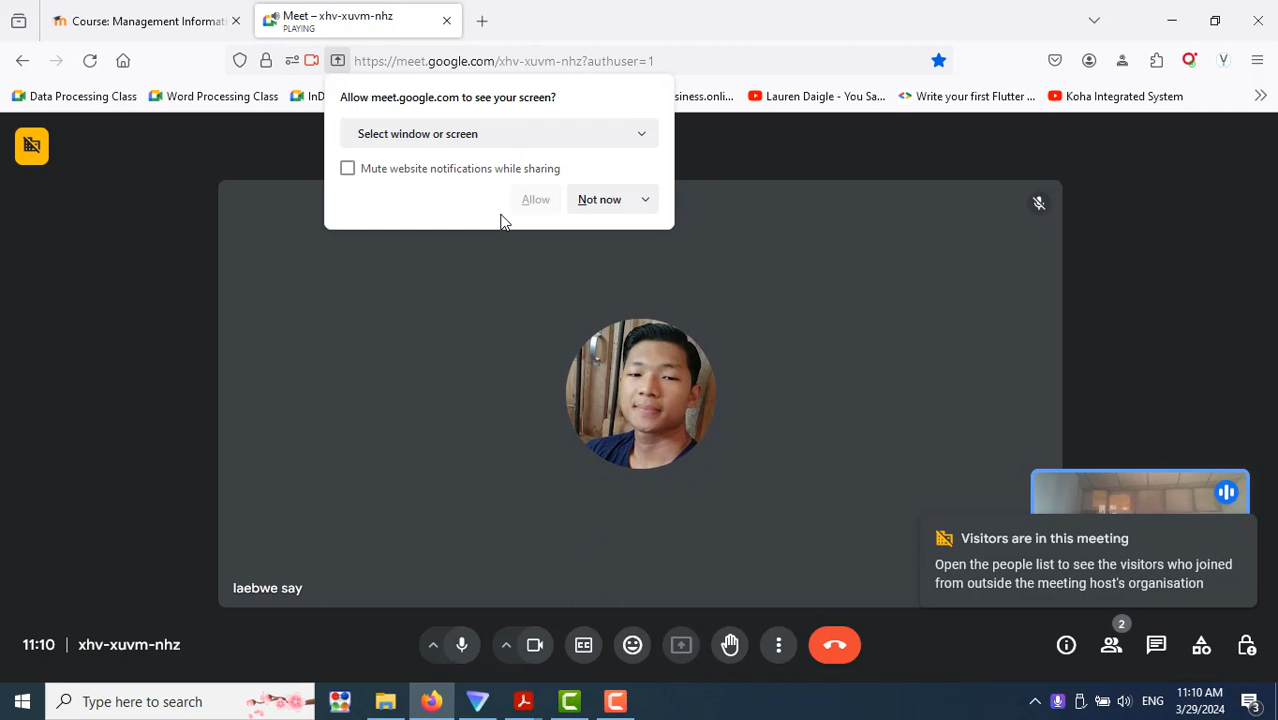 Course: Management Informati
Meet – xhv-xuvm-nhz
PLAYING
https://meet.google.com/xhv-xuvm-nhz?authuser=1
Data Processing Class
Word Processing Class
InD
siness.onli...
Lauren Daigle - You Sa...
Write your first Flutter ...
Koha Integrated System
Allow meet.google.com to see your screen?
Select window or screen
Mute website notifications while sharing
Allow
Not now
Visitors are in this meeting
Open the people list to see the visitors who joined
from outside the meeting host's organisation
laebwe say
2
11:10 | xhv-xuvm-nhz
Type here to search
ENG
11:10 AM
3/29/2024
3